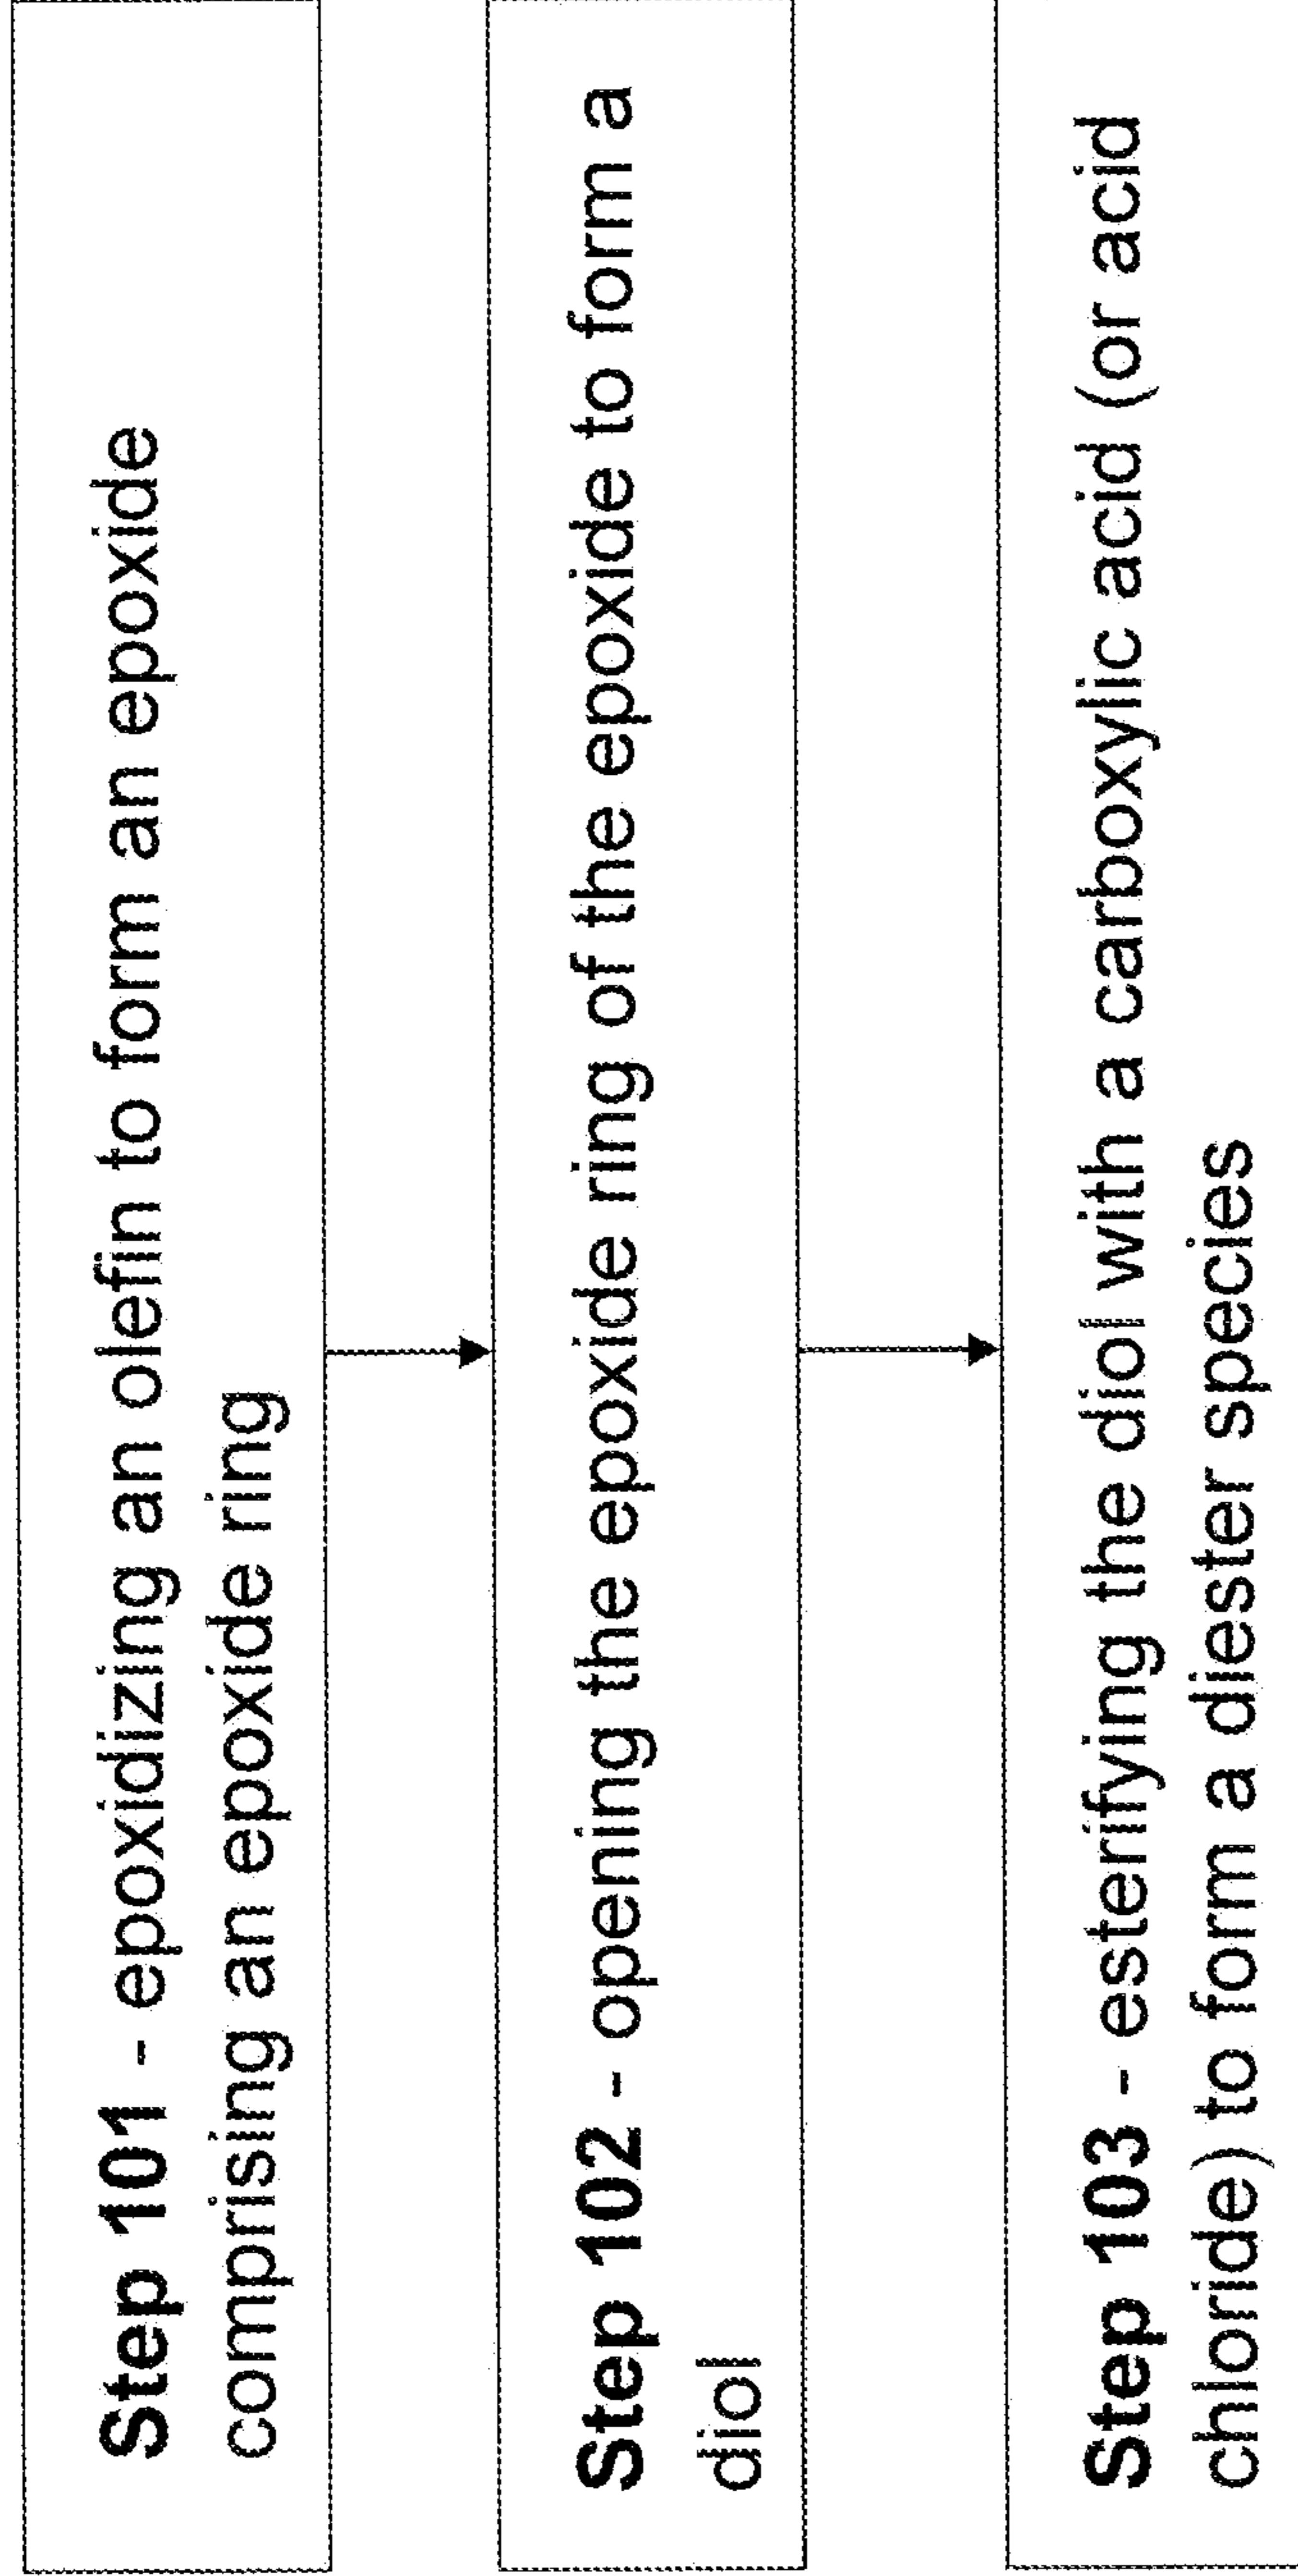 Step 101 - epoxidizing an olefin to form an epoxide
comprising an epoxide ring
Step 102 - opening the epoxide ring of the epoxide to form a
diol
Step 103 - esterifying the diol with a carboxylic acid (or acid
chloride) to form a diester species